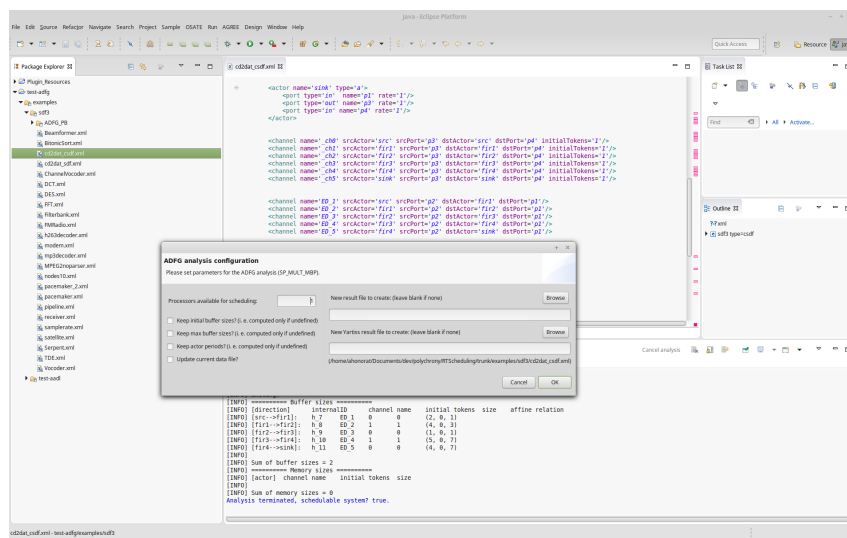 Java - Eclipse Platform
File Edit Source Refactor Navigate Search Project Sample OSATE Run AGREE Design Window Help
Quick Access
Resource
Package Explorer
Plugin_Resources
test-adfg
examples
sdf3
ADFG_PB
Beamformer.xml
BitonicSort.xml
cd2dat_csdf.xml
cd2dat_sdf.xml
ChannelVocoder.xml
DCT.xml
DES.xml
FFT.xml
Filterbank.xml
FMRadio.xml
h263decoder.xml
modem.xml
mp3decoder.xml
MPEG2noparser.xml
nodes10.xml
pacemaker_2.xml
pacemaker.xml
pipeline.xml
receiver.xml
samplerate.xml
satellite.xml
Serpent.xml
TDE.xml
Vocoder.xml
test-aadl
cd2dat_csdf.xml
<actor name='sink' type='a'>
<port type='in' name='p1' rate='1'/>
<port type='out' name='p3' rate='1'/>
<port type='in' name='p4' rate='1'/>
</actor>
<channel name='_ch0' srcActor='src' srcPort='p3' dstActor='src' dstPort='p4' initialTokens='1'/>
<channel name='_ch1' srcActor='fir1' srcPort='p3' dstActor='fir1' dstPort='p4' initialTokens='1'/>
<channel name='_ch2' srcActor='fir2' srcPort='p3' dstActor='fir2' dstPort='p4' initialTokens='1'/>
<channel name='_ch3' srcActor='fir3' srcPort='p3' dstActor='fir3' dstPort='p4' initialTokens='1'/>
<channel name='_ch4' srcActor='fir4' srcPort='p3' dstActor='fir4' dstPort='p4' initialTokens='1'/>
<channel name='_ch5' srcActor='sink' srcPort='p3' dstActor='sink' dstPort='p4' initialTokens='1'/>
<channel name='ED_1' srcActor='src' srcPort='p2' dstActor='fir1' dstPort='p1'/>
<channel name='ED_2' srcActor='fir1' srcPort='p2' dstActor='fir2' dstPort='p1'/>
<channel name='ED_3' srcActor='fir2' srcPort='p2' dstActor='fir3' dstPort='p1'/>
<channel name='ED_4' srcActor='fir3' srcPort='p2' dstActor='fir4' dstPort='p1'/>
<channel name='ED_5' srcActor='fir4' srcPort='p2' dstActor='sink' dstPort='p1'/>
Task List
Find
All
Activate...
Outline
xml
sdf3 type=csdf
ADFG analysis configuration
Please set parameters for the ADFG analysis (SP_MULT_MBP).
Processors available for scheduling:
Keep initial buffer sizes? (i. e. computed only if undefined)
Keep max buffer sizes? (i. e. computed only if undefined)
Keep actor periods? (i. e. computed only if undefined)
Update current data file?
New result file to create: (leave blank if none)
Browse
New Yartiss result file to create: (leave blank if none)
Browse
(/home/ahonorat/Documents/dev/polychrony/RTScheduling/trunk/examples/sdf3/cd2dat_csdf.xml)
Cancel
OK
Cancel analysis
[INFO] ========== Buffer sizes ==========
[INFO] [direction] internalID channel name initial tokens size affine relation
[INFO] [src-->fir1]: h_7 ED_1 0 0 (2, 0, 1)
[INFO] [fir1-->fir2]: h_8 ED_2 1 1 (4, 0, 3)
[INFO] [fir2-->fir3]: h_9 ED_3 0 0 (1, 0, 1)
[INFO] [fir3-->fir4]: h_10 ED_4 1 1 (5, 0, 7)
[INFO] [fir4-->sink]: h_11 ED_5 0 0 (4, 0, 7)
[INFO]
[INFO] Sum of buffer sizes = 2
[INFO] ========== Memory sizes ==========
[INFO] [actor] channel name initial tokens size
[INFO]
[INFO] Sum of memory sizes = 0
Analysis terminated, schedulable system? true.
cd2dat_csdf.xml - test-adfg/examples/sdf3